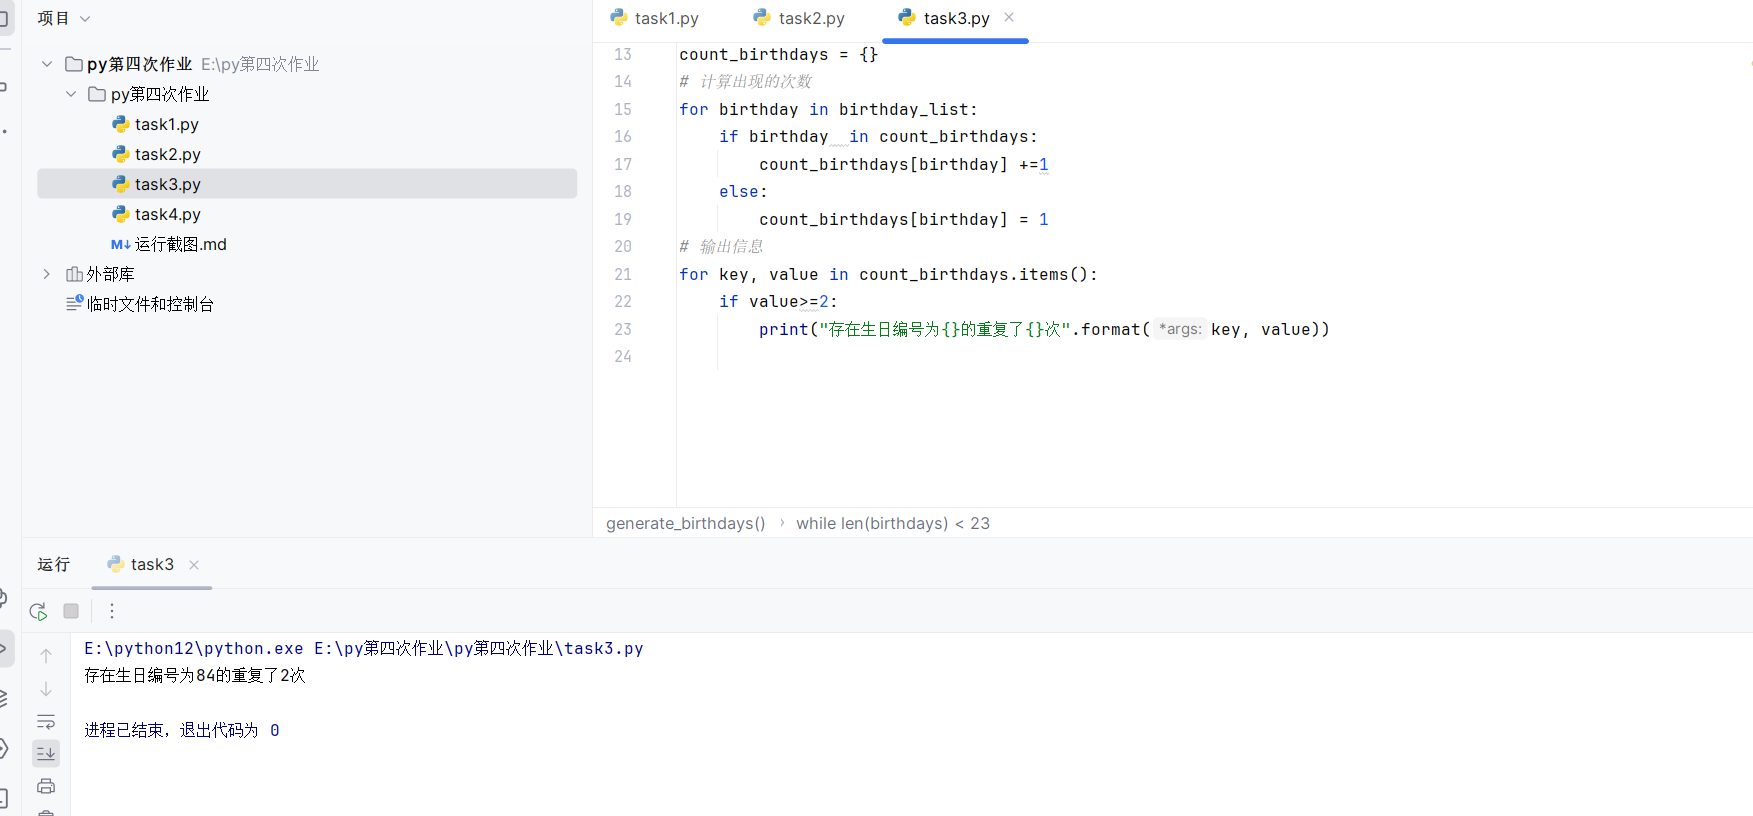 项目
py第四次作业 E:\py第四次作业
py第四次作业
task1.py
task2.py
task3.py
task4.py
M↓ 运行截图.md
外部库
临时文件和控制台
task1.py task2.py task3.py
13 count_birthdays = {}
14 # 计算出现的次数
15 for birthday in birthday_list:
16 if birthday  in count_birthdays:
17 count_birthdays[birthday] +=1
18 else:
19 count_birthdays[birthday] = 1
20 # 输出信息
21 for key, value in count_birthdays.items():
22 if value>=2:
23 print("存在生日编号为{}的重复了{}次".format( *args: key, value))
24
generate_birthdays() › while len(birthdays) < 23
运行 task3
E:\python12\python.exe E:\py第四次作业\py第四次作业\task3.py
存在生日编号为84的重复了2次
进程已结束，退出代码为 0